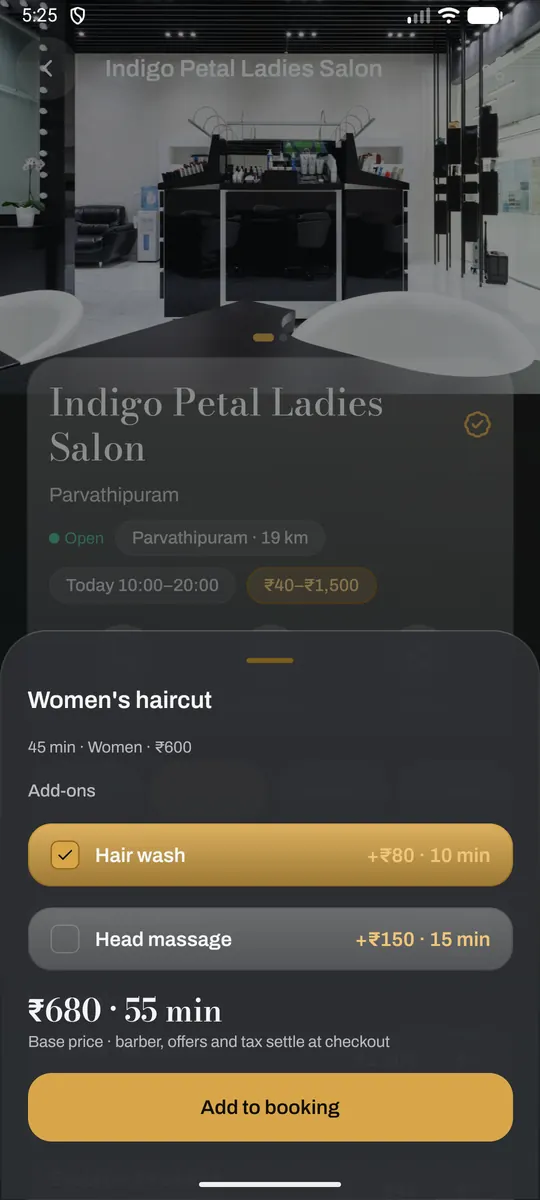 5:25
Indigo Petal Ladies Salon
Indigo Petal Ladies
Salon
Parvathipuram
Open
Parvathipuram · 19 km
Today 10:00–20:00
₹40–₹1,500
Women's haircut
45 min · Women · ₹600
Add-ons
Hair wash
+₹80 · 10 min
Head massage
+₹150 · 15 min
₹680 · 55 min
Base price · barber, offers and tax settle at checkout
Add to booking